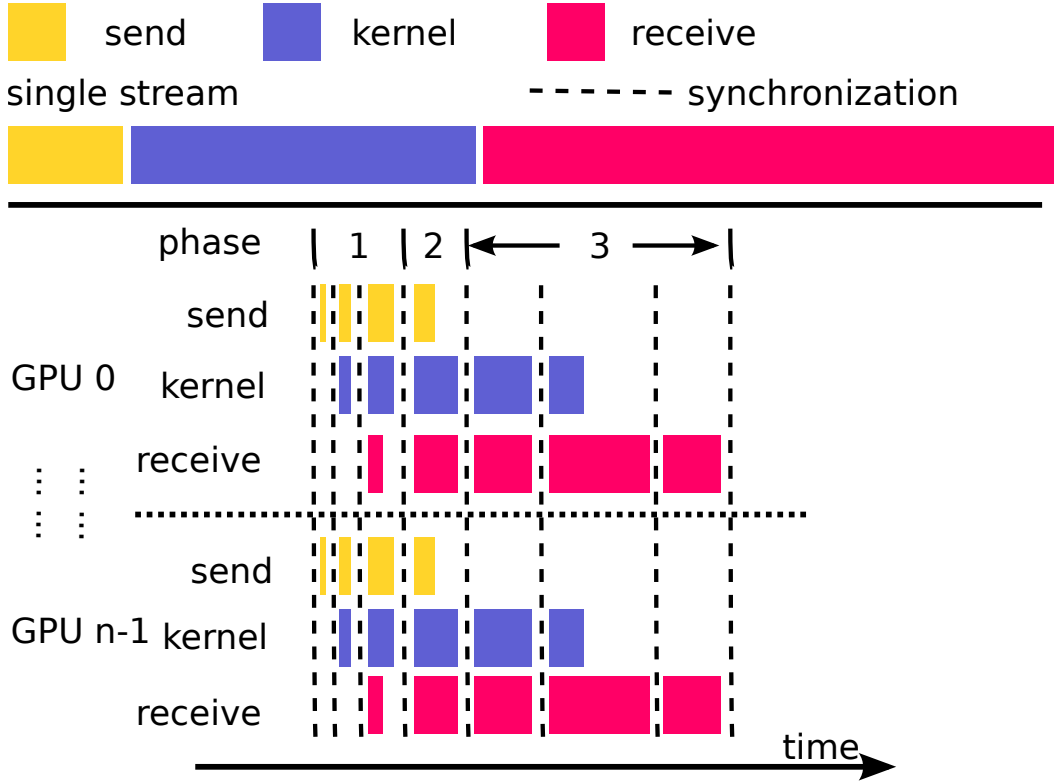 send kernel receive
single stream synchronization
phase 1 2 3
send
GPU 0 kernel
receive
send
GPU n-1 kernel
receive
time